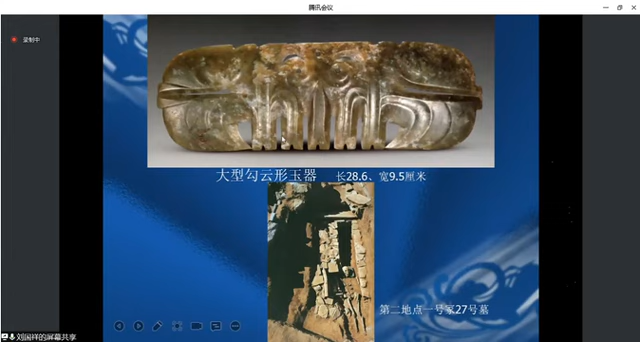 腾讯会议
录制中
大型勾云形玉器 长28.6、宽9.5厘米
第二地点一号冢27号墓
刘国祥的屏幕共享